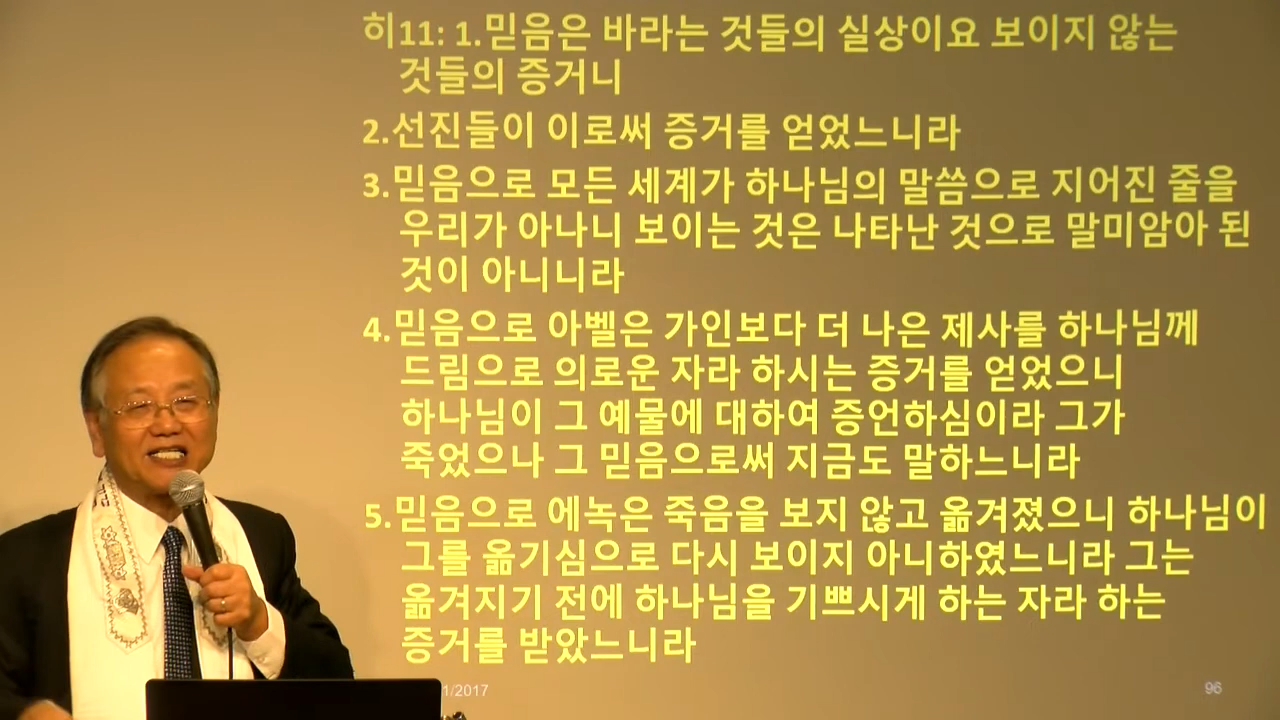 히11: 1.믿음은 바라는 것들의 실상이요 보이지 않는
것들의 증거니
2.선진들이 이로써 증거를 얻었느니라
3.믿음으로 모든 세계가 하나님의 말씀으로 지어진 줄을
우리가 아나니 보이는 것은 나타난 것으로 말미암아 된
것이 아니니라
4.믿음으로 아벨은 가인보다 더 나은 제사를 하나님께
드림으로 의로운 자라 하시는 증거를 얻었으니
하나님이 그 예물에 대하여 증언하심이라 그가
죽었으나 그 믿음으로써 지금도 말하느니라
5.믿음으로 에녹은 죽음을 보지 않고 옮겨졌으니 하나님이
그를 옮기심으로 다시 보이지 아니하였느니라 그는
옮겨지기 전에 하나님을 기쁘시게 하는 자라 하는
증거를 받았느니라
1/2017
96